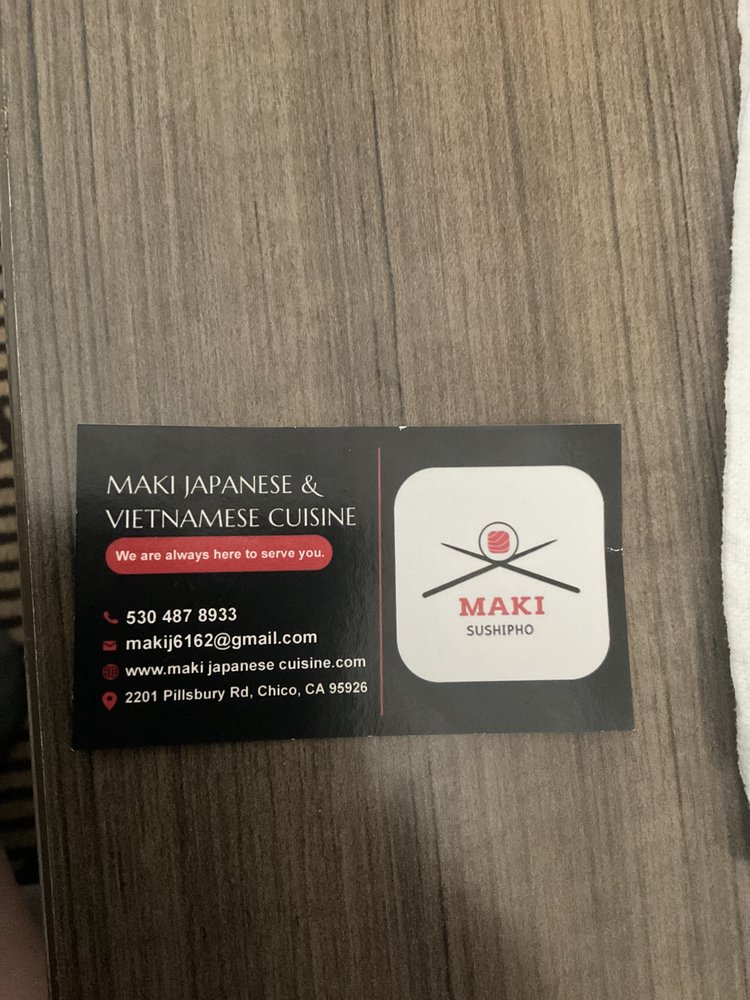 MAKI JAPANESE &
VIETNAMESE CUISINE
We are always here to serve you.
530 487 8933
makij6162@gmail.com
www.maki japanese cuisine.com
2201 Pillsbury Rd, Chico, CA 95926
MAKI
SUSHIPHO